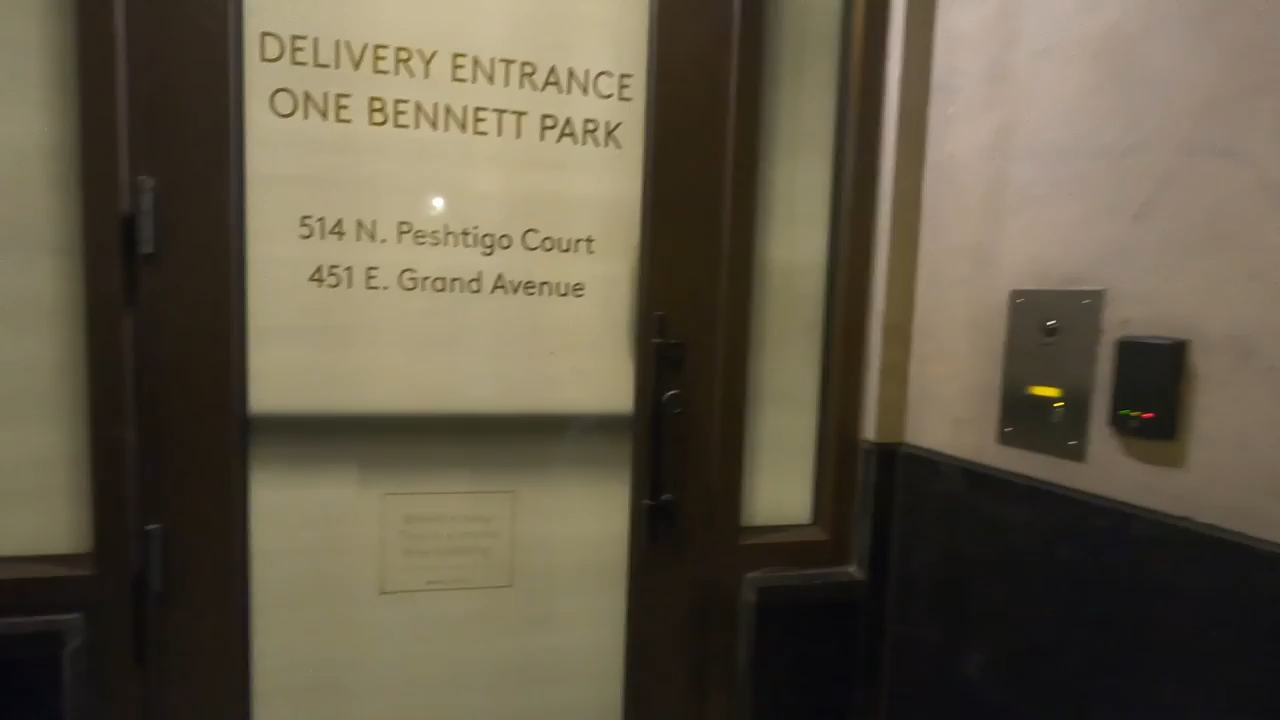 DELIVERY ENTRANCE
ONE BENNETT PARK
514 N. Peshtigo Court
451 E. Grand Avenue